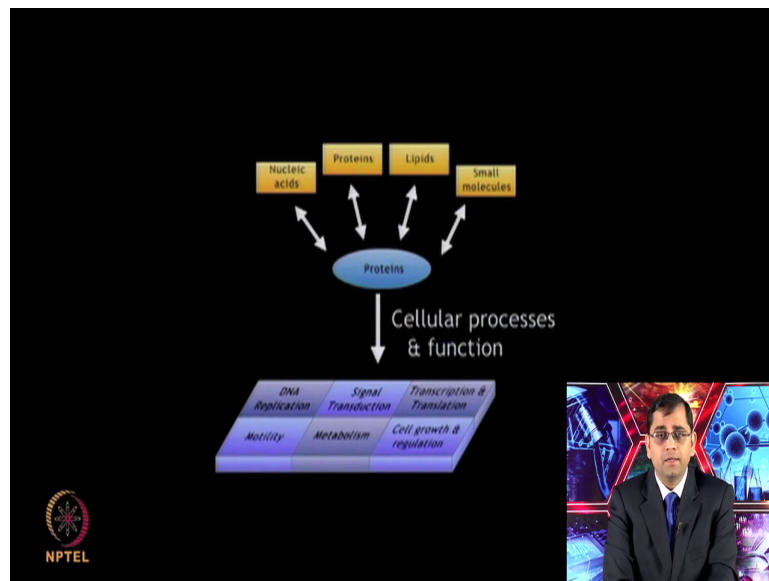 Proteins
Lipids
Nucleic
acids
Small
molecules
Proteins
Cellular processes
& function
DNA
Replication
Signal
Transduction
Transcription &
Translation
Motility
Metabolism
Cell growth &
regulation
NPTEL